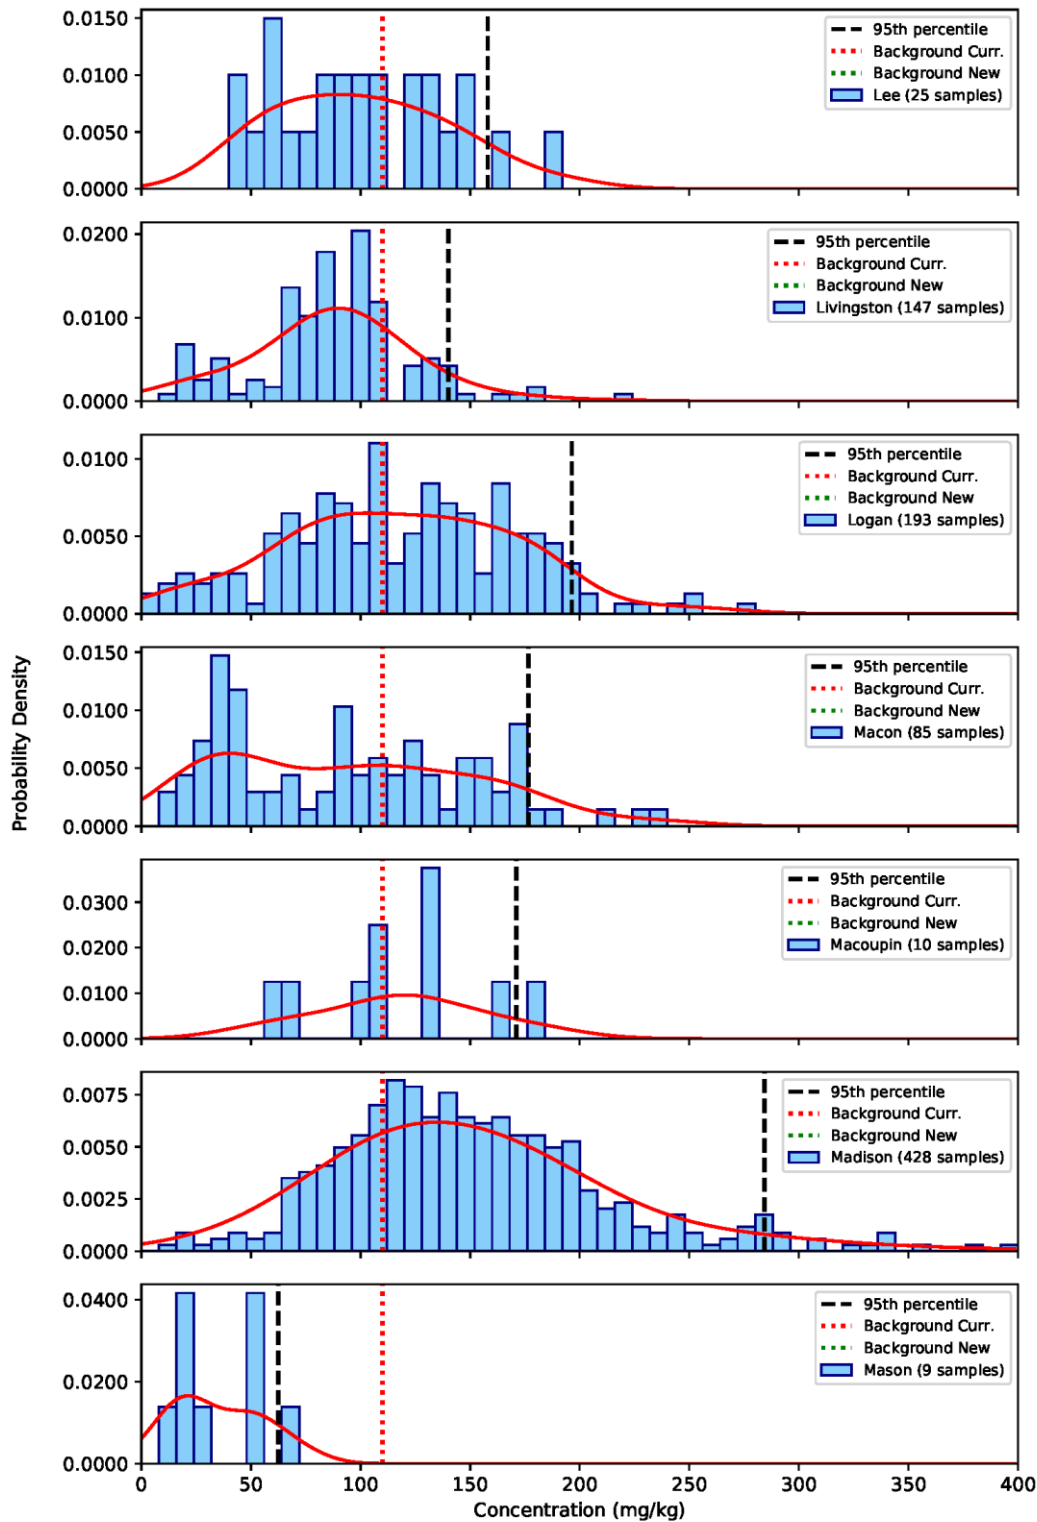 0.0150
0.0100
0.0050
0.0000
95th percentile
Background Curr.
Background New
Lee (25 samples)
0.0200
0.0100
0.0000
95th percentile
Background Curr.
Background New
Livingston (147 samples)
0.0100
0.0050
0.0000
95th percentile
Background Curr.
Background New
Logan (193 samples)
Probability Density
0.0150
0.0100
0.0050
0.0000
95th percentile
Background Curr.
Background New
Macon (85 samples)
0.0300
0.0200
0.0100
0.0000
95th percentile
Background Curr.
Background New
Macoupin (10 samples)
0.0075
0.0050
0.0025
0.0000
95th percentile
Background Curr.
Background New
Madison (428 samples)
0.0400
0.0200
0.0000
95th percentile
Background Curr.
Background New
Mason (9 samples)
0 50 100 150 200 250 300 350 400
Concentration (mg/kg)